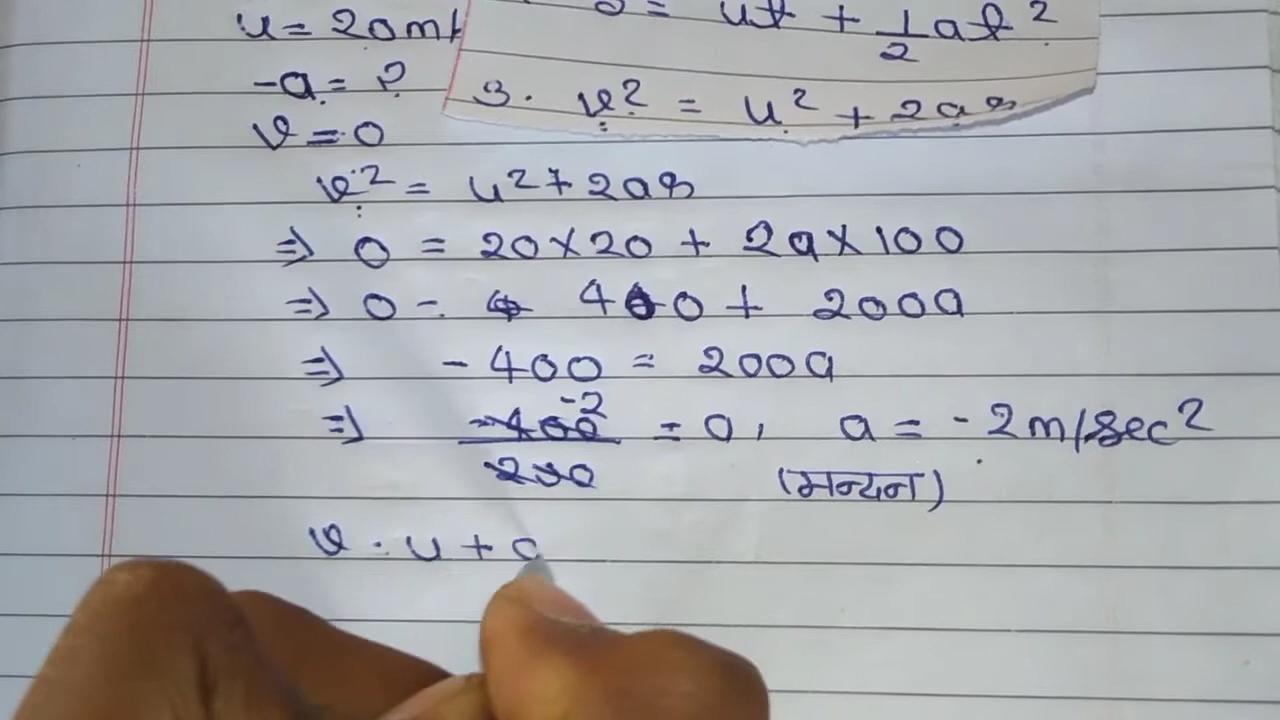 u = 20m/
s = ut + 1/2 at²
-a = ?
3. v² = u² + 2as
v = 0
v² = u² + 2as
⇒ 0 = 20×20 + 2a×100
⇒ 0 = 400 + 200a
⇒ -400 = 200a
⇒ -400/200 -2 = a, a = -2m/sec²
(मन्दन)
v = u + a